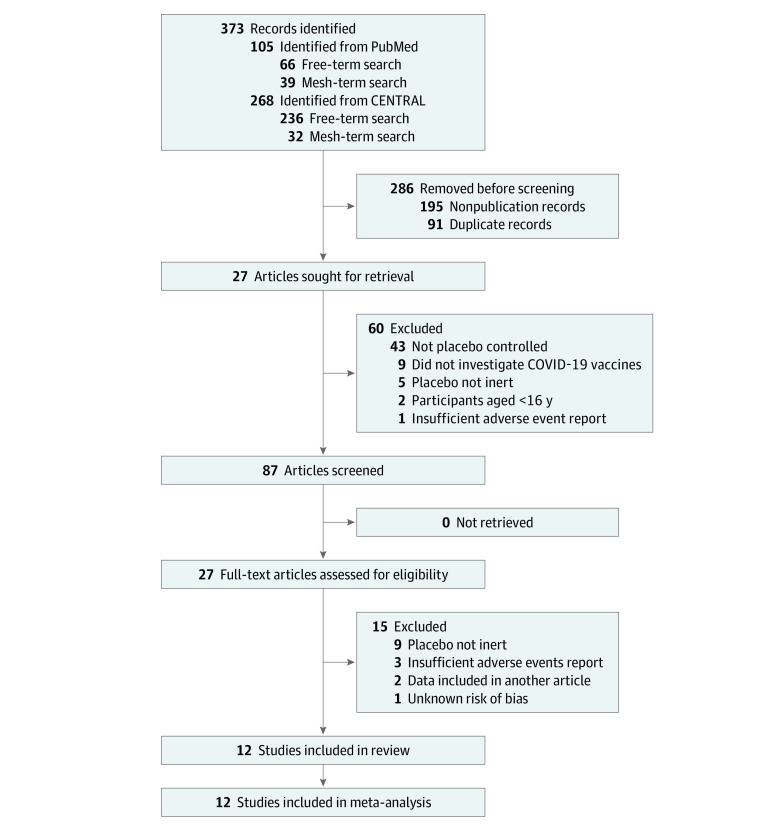 373 Records identified
105 Identified from PubMed
66 Free-term search
39 Mesh-term search
268 Identified from CENTRAL
236 Free-term search
32 Mesh-term search
286 Removed before screening
195 Nonpublication records
91 Duplicate records
27 Articles sought for retrieval
60 Excluded
43 Not placebo controlled
9 Did not investigate COVID-19 vaccines
5 Placebo not inert
2 Participants aged <16 y
1 Insufficient adverse event report
87 Articles screened
0 Not retrieved
27 Full-text articles assessed for eligibility
15 Excluded
9 Placebo not inert
3 Insufficient adverse events report
2 Data included in another article
1 Unknown risk of bias
12 Studies included in review
12 Studies included in meta-analysis